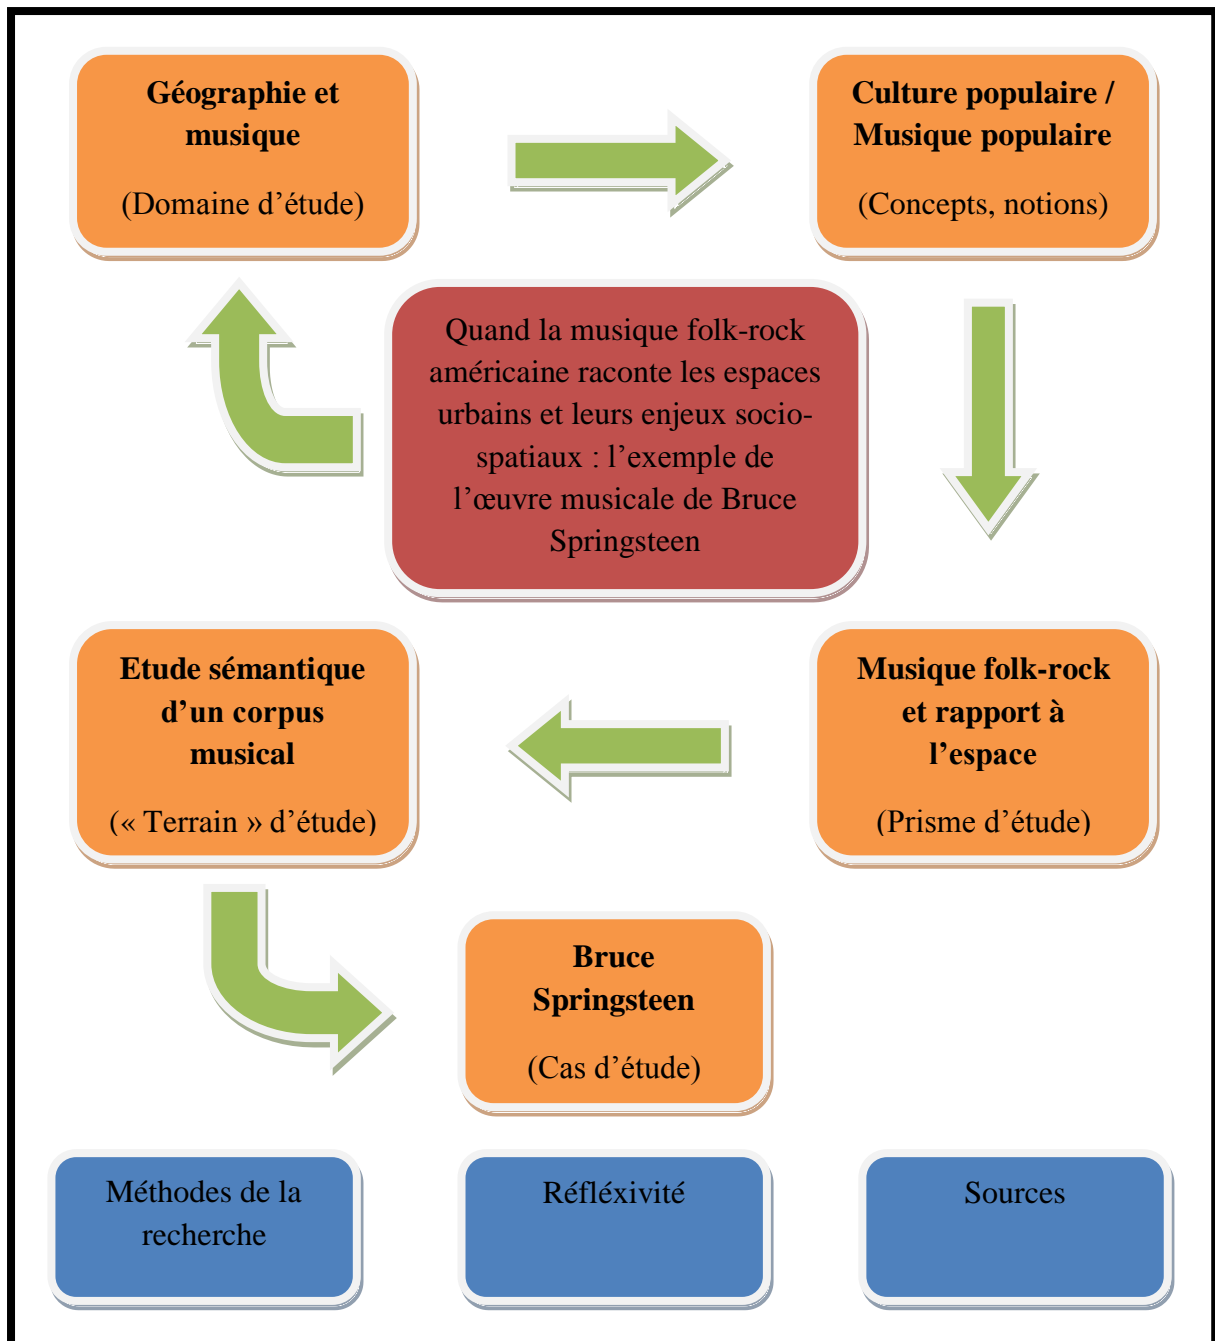 Géographie et
musique
(Domaine d’étude)
Culture populaire /
Musique populaire
(Concepts, notions)
Quand la musique folk-rock
américaine raconte les espaces
urbains et leurs enjeux socio-
spatiaux : l’exemple de
l’œuvre musicale de Bruce
Springsteen
Etude sémantique
d’un corpus
musical
(« Terrain » d’étude)
Musique folk-rock
et rapport à
l’espace
(Prisme d’étude)
Bruce
Springsteen
(Cas d’étude)
Méthodes de la
recherche
Réfléxivité
Sources